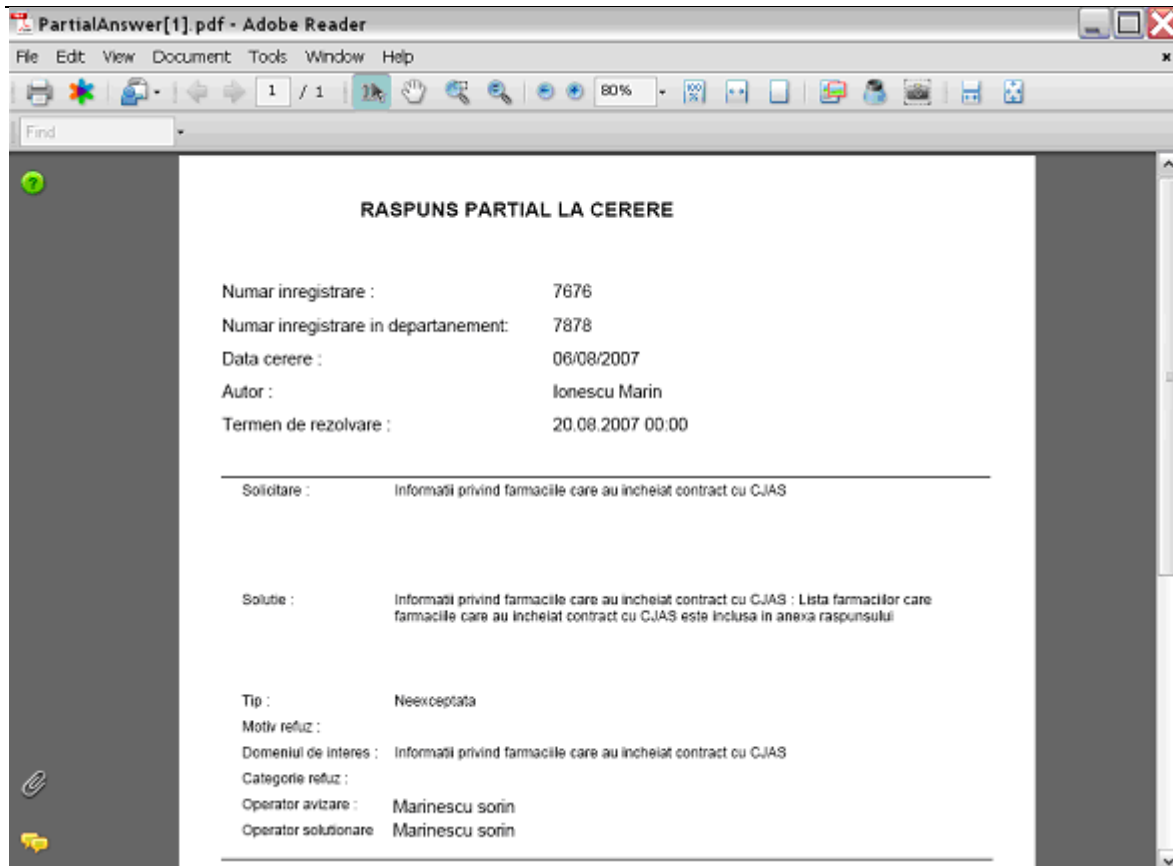 PartialAnswer[1].pdf - Adobe Reader
File Edit View Document Tools Window Help
1 / 1 80%
Find
RASPUNS PARTIAL LA CERERE
Numar inregistrare : 7676
Numar inregistrare in departanement: 7878
Data cerere : 06/08/2007
Autor : Ionescu Marin
Termen de rezolvare : 20.08.2007 00:00
Solicitare : Informatii privind farmaciile care au incheiat contract cu CJAS
Solutie : Informatii privind farmaciile care au incheiat contract cu CJAS : Lista farmaciilor care
farmaciile care au incheiat contract cu CJAS este inclusa in anexa raspunsului
Tip : Neexceptata
Motiv refuz :
Domeniul de interes : Informatii privind farmaciile care au incheiat contract cu CJAS
Categorie refuz :
Operator avizare : Marinescu sorin
Operator solutionare Marinescu sorin